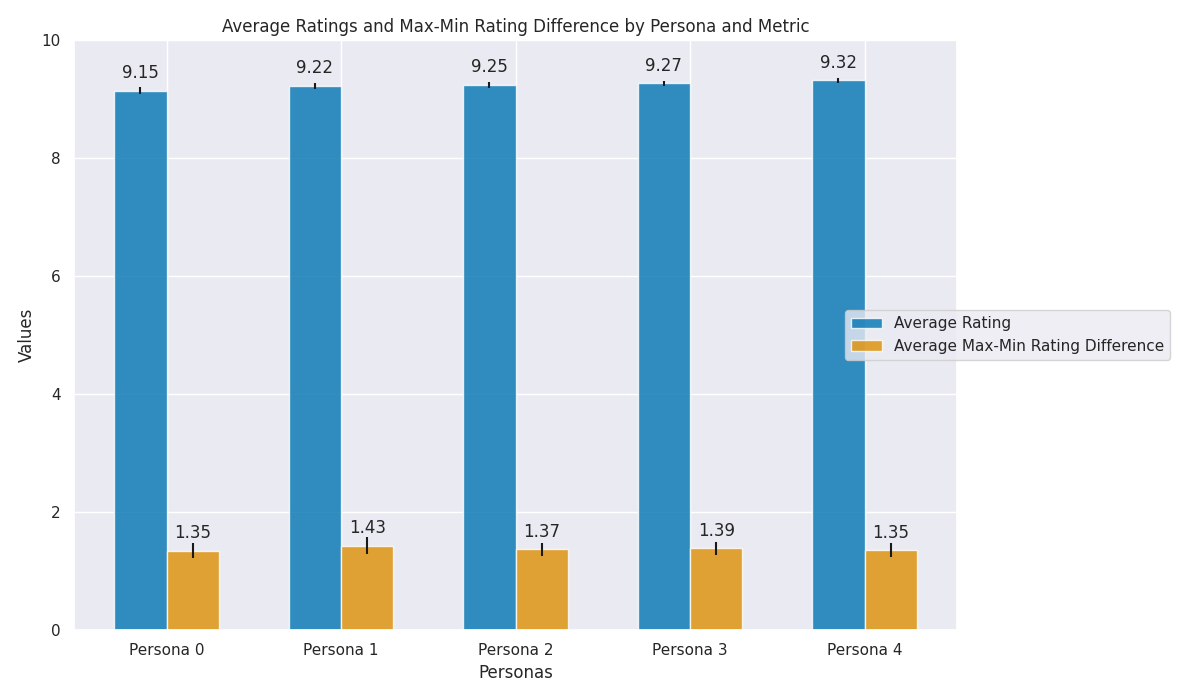 Average Ratings and Max-Min Rating Difference by Persona and Metric
10
8
6
4
2
0
Values
9.15
9.22
9.25
9.27
9.32
1.35
1.43
1.37
1.39
1.35
Average Rating
Average Max-Min Rating Difference
Persona 0
Persona 1
Persona 2
Persona 3
Persona 4
Personas